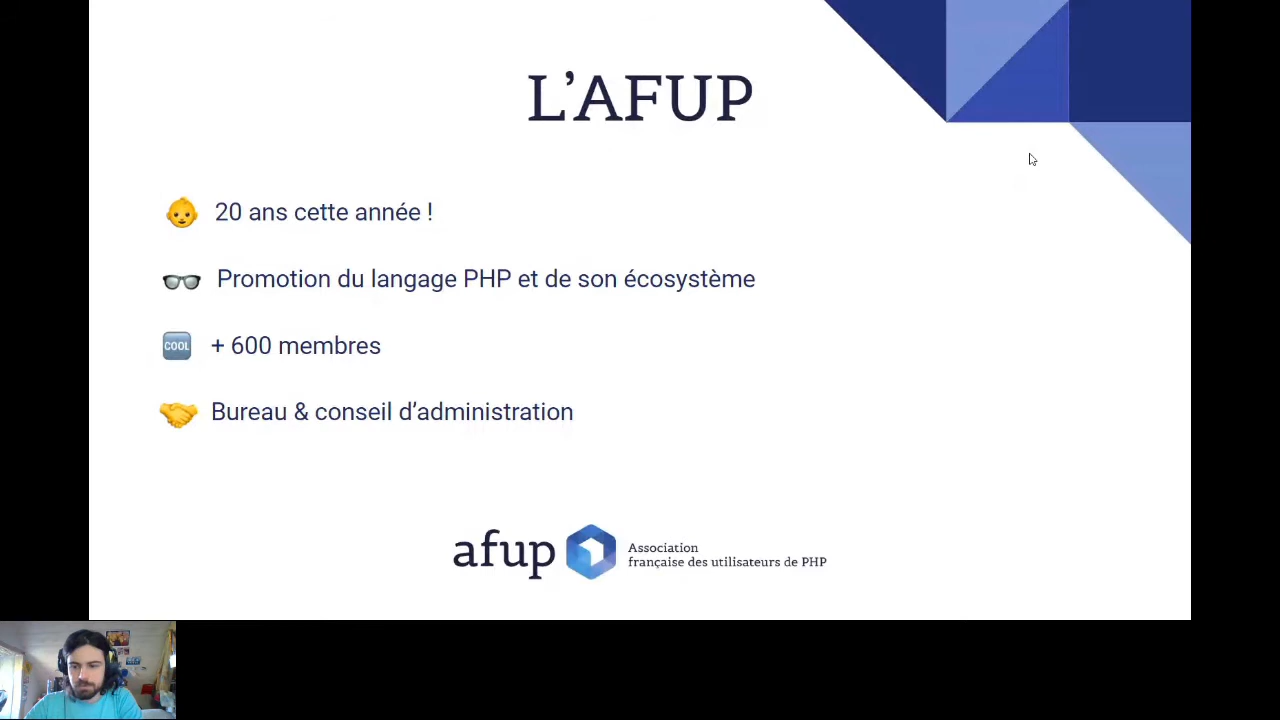 L’AFUP
20 ans cette année !
Promotion du langage PHP et de son écosystème
COOL
+ 600 membres
Bureau & conseil d’administration
afup
Association
française des utilisateurs de PHP